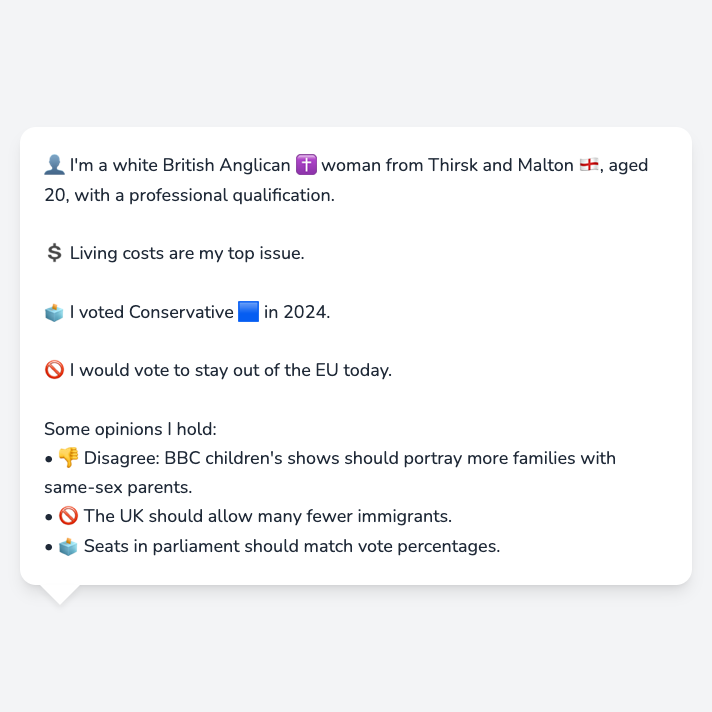 👤 I'm a white British Anglican ✝️ woman from Thirsk and Malton 🏴󠁧󠁢󠁥󠁮󠁧󠁿, aged
20, with a professional qualification.
💲 Living costs are my top issue.
🗳️ I voted Conservative 🟦 in 2024.
🚫 I would vote to stay out of the EU today.
Some opinions I hold:
• 👎 Disagree: BBC children's shows should portray more families with
same-sex parents.
• 🚫 The UK should allow many fewer immigrants.
• 🗳️ Seats in parliament should match vote percentages.